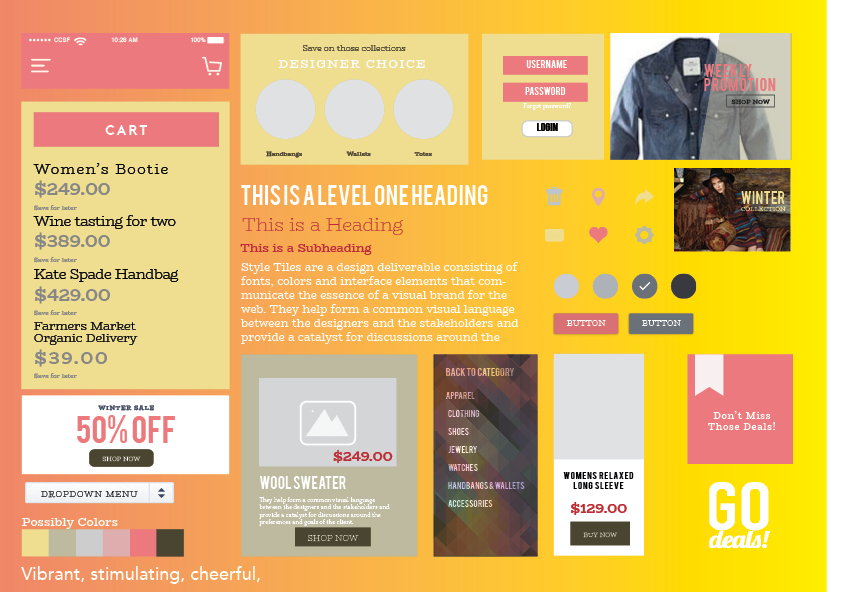 CCSF
10:28 AM
100%
CART
Women's Bootie
$249.00
Save for later
Wine tasting for two
$389.00
Save for later
Kate Spade Handbag
$429.00
Save for later
Farmers Market
Organic Delivery
$39.00
Save for later
WINTER SALE
50% OFF
SHOP NOW
DROPDOWN MENU
Possibly Colors
Vibrant, stimulating, cheerful,
Save on those collections
DESIGNER CHOICE
Handbangs
Wallets
Totes
USERNAME
PASSWORD
Forgot password?
LOGIN
WEEKLY
PROMOTION
SHOP NOW
THIS IS A LEVEL ONE HEADING
This is a Heading
This is a Subheading
Style Tiles are a design deliverable consisting of
fonts, colors and interface elements that com-
municate the essence of a visual brand for the
web. They help form a common visual language
between the designers and the stakeholders and
provide a catalyst for discussions around the
WINTER
COLLECTION
BUTTON
BUTTON
$249.00
WOOL SWEATER
They help form a common visual language
between the designers and the stakeholders and
provide a catalyst for discussions around the
preferences and goals of the client.
SHOP NOW
BACK TO CATEGORY
APPAREL
CLOTHING
SHOES
JEWELRY
WATCHES
HANDBANGS & WALLETS
ACCESSORIES
WOMENS RELAXED
LONG SLEEVE
$129.00
BUY NOW
Don't Miss
Those Deals!
GO
deals!